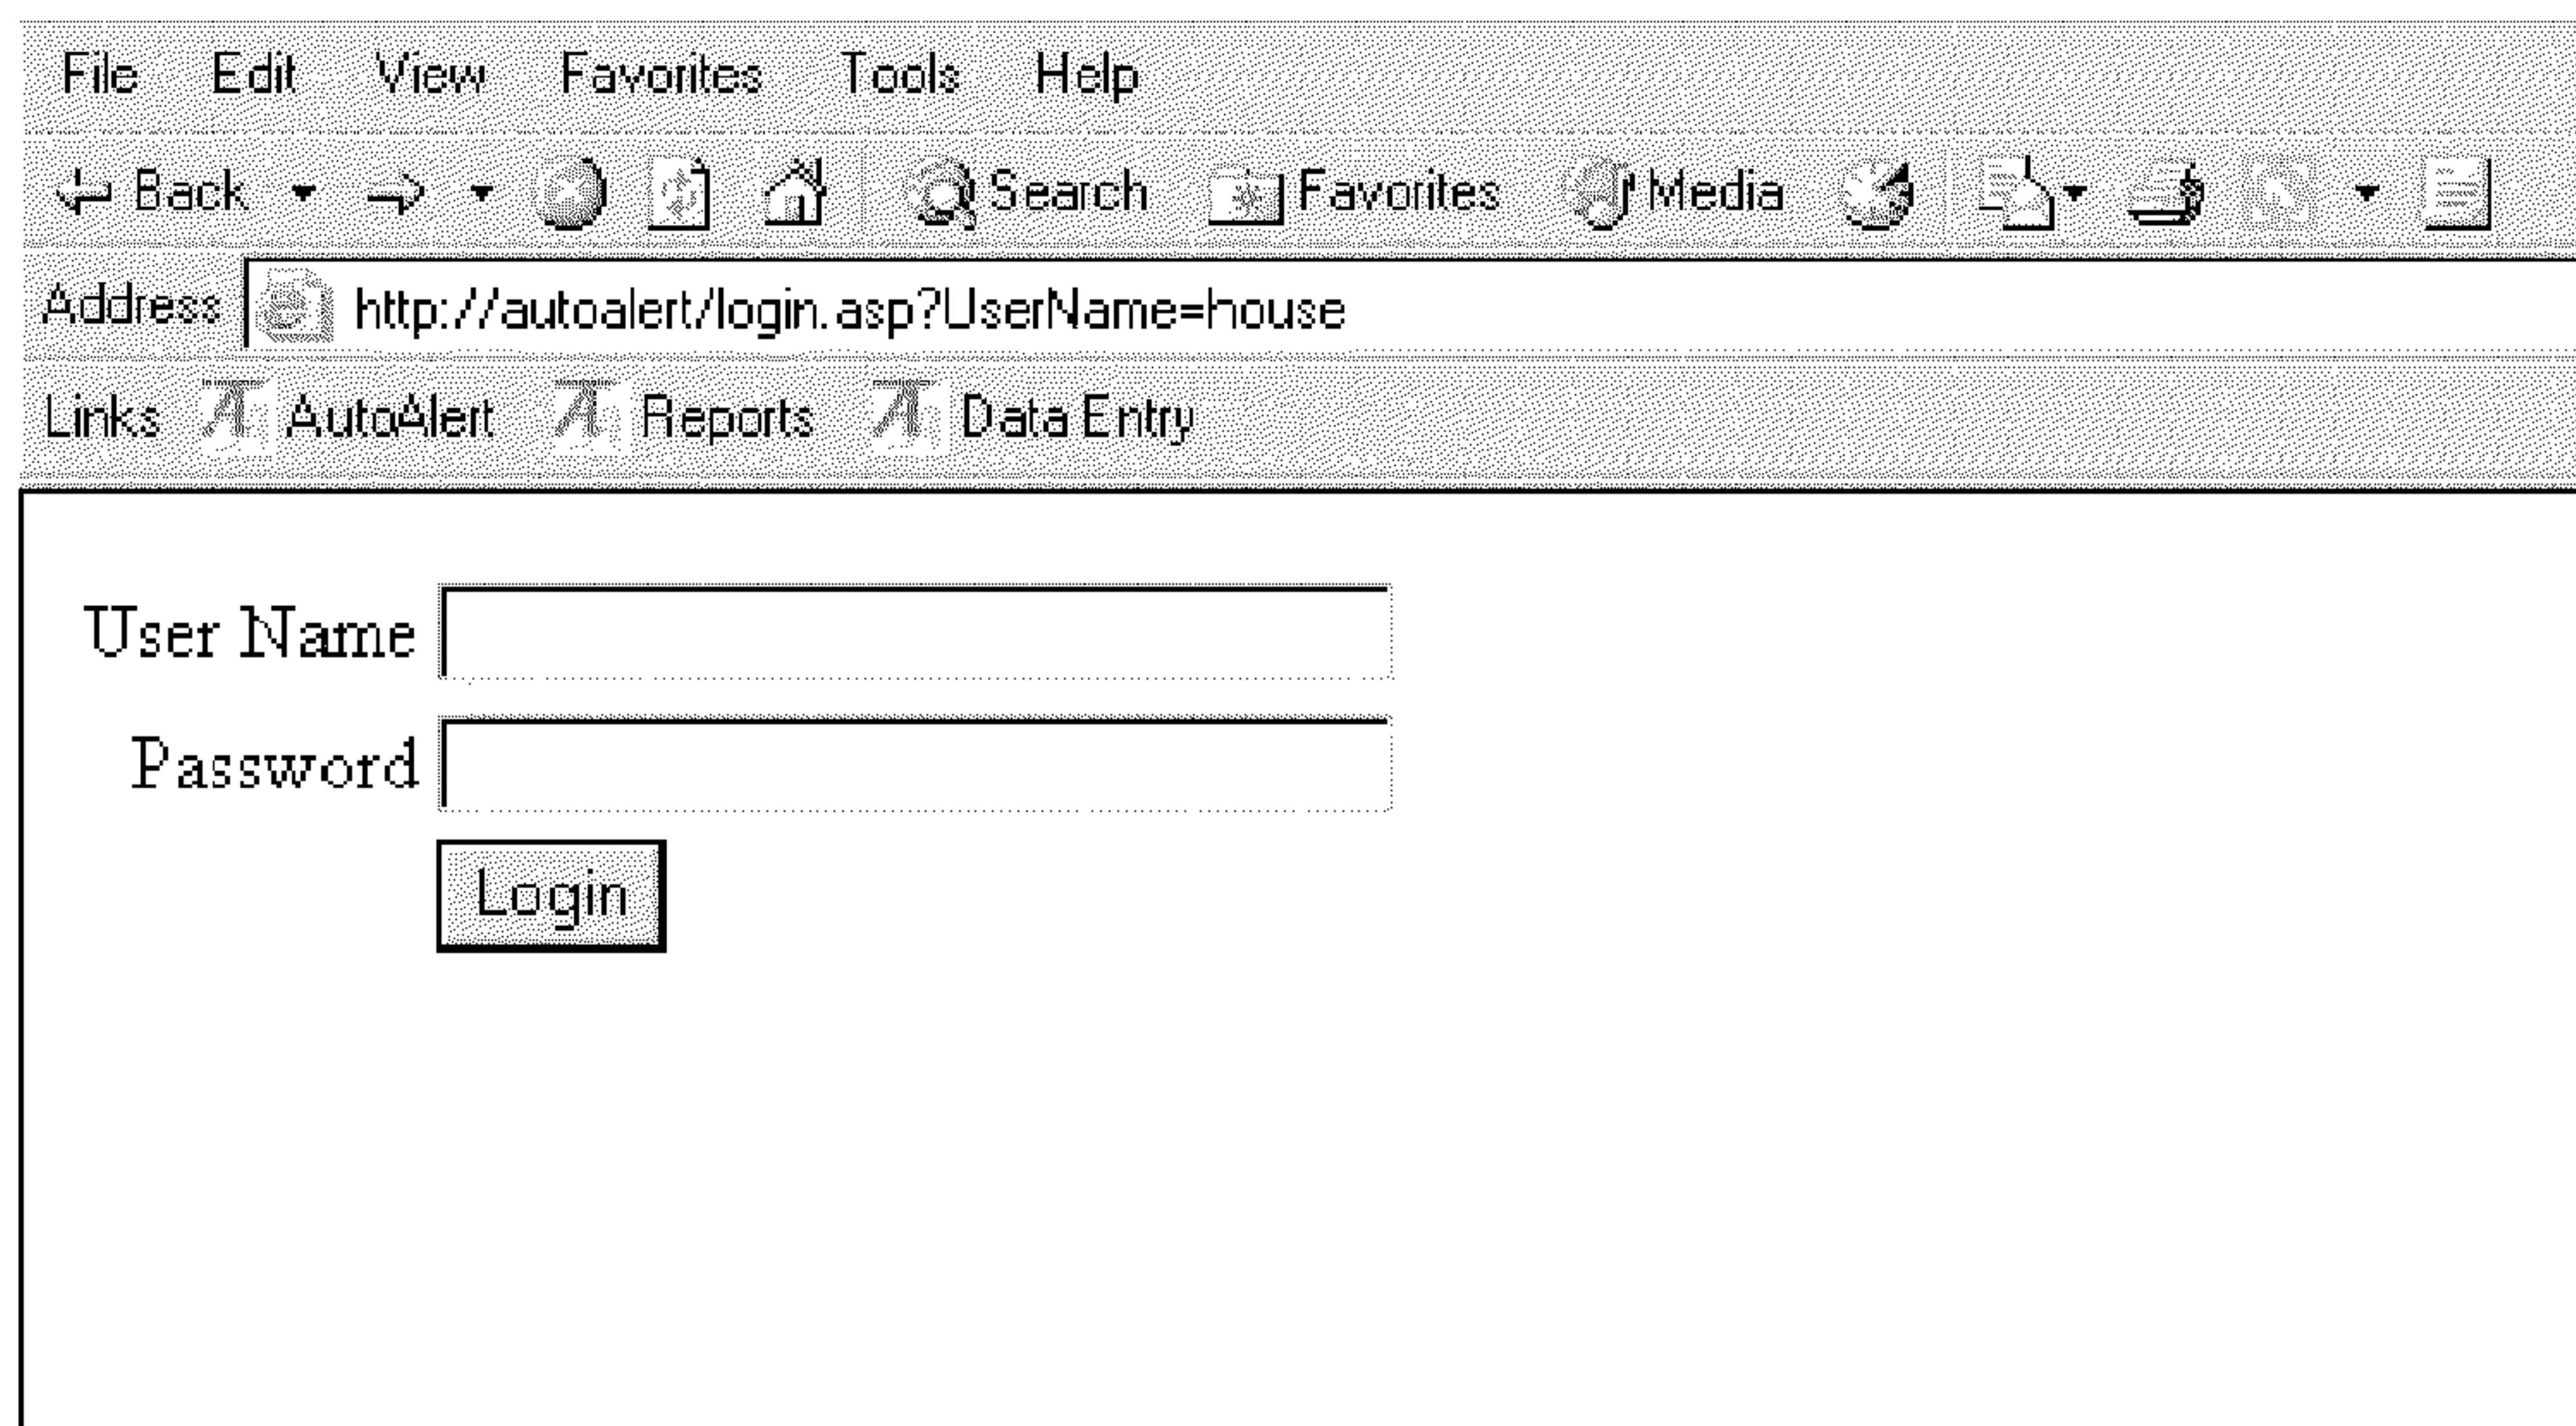 File Edit View Favorites Tools Help
Back Search Favorites Media
Address http://autoalert/login.asp?UserName=house
Links AutoAlert Reports Data Entry
User Name
Password
Login